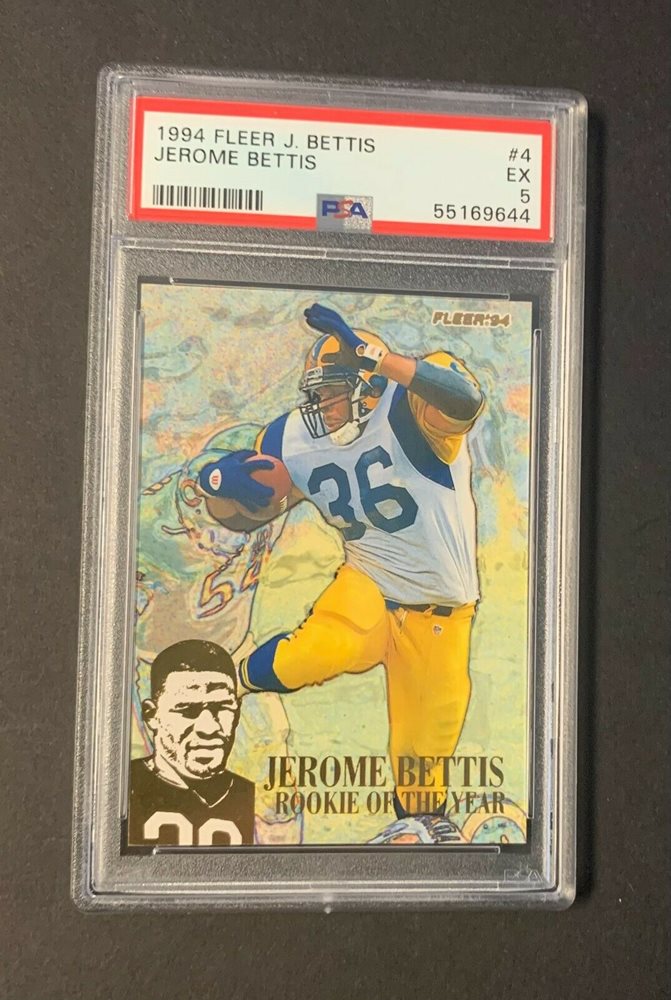 1994 FLEER J. BETTIS
#4
JEROME BETTIS
EX
5
PSA
55169644
FLEER '94
36
JEROME BETTIS
ROOKIE OF THE YEAR